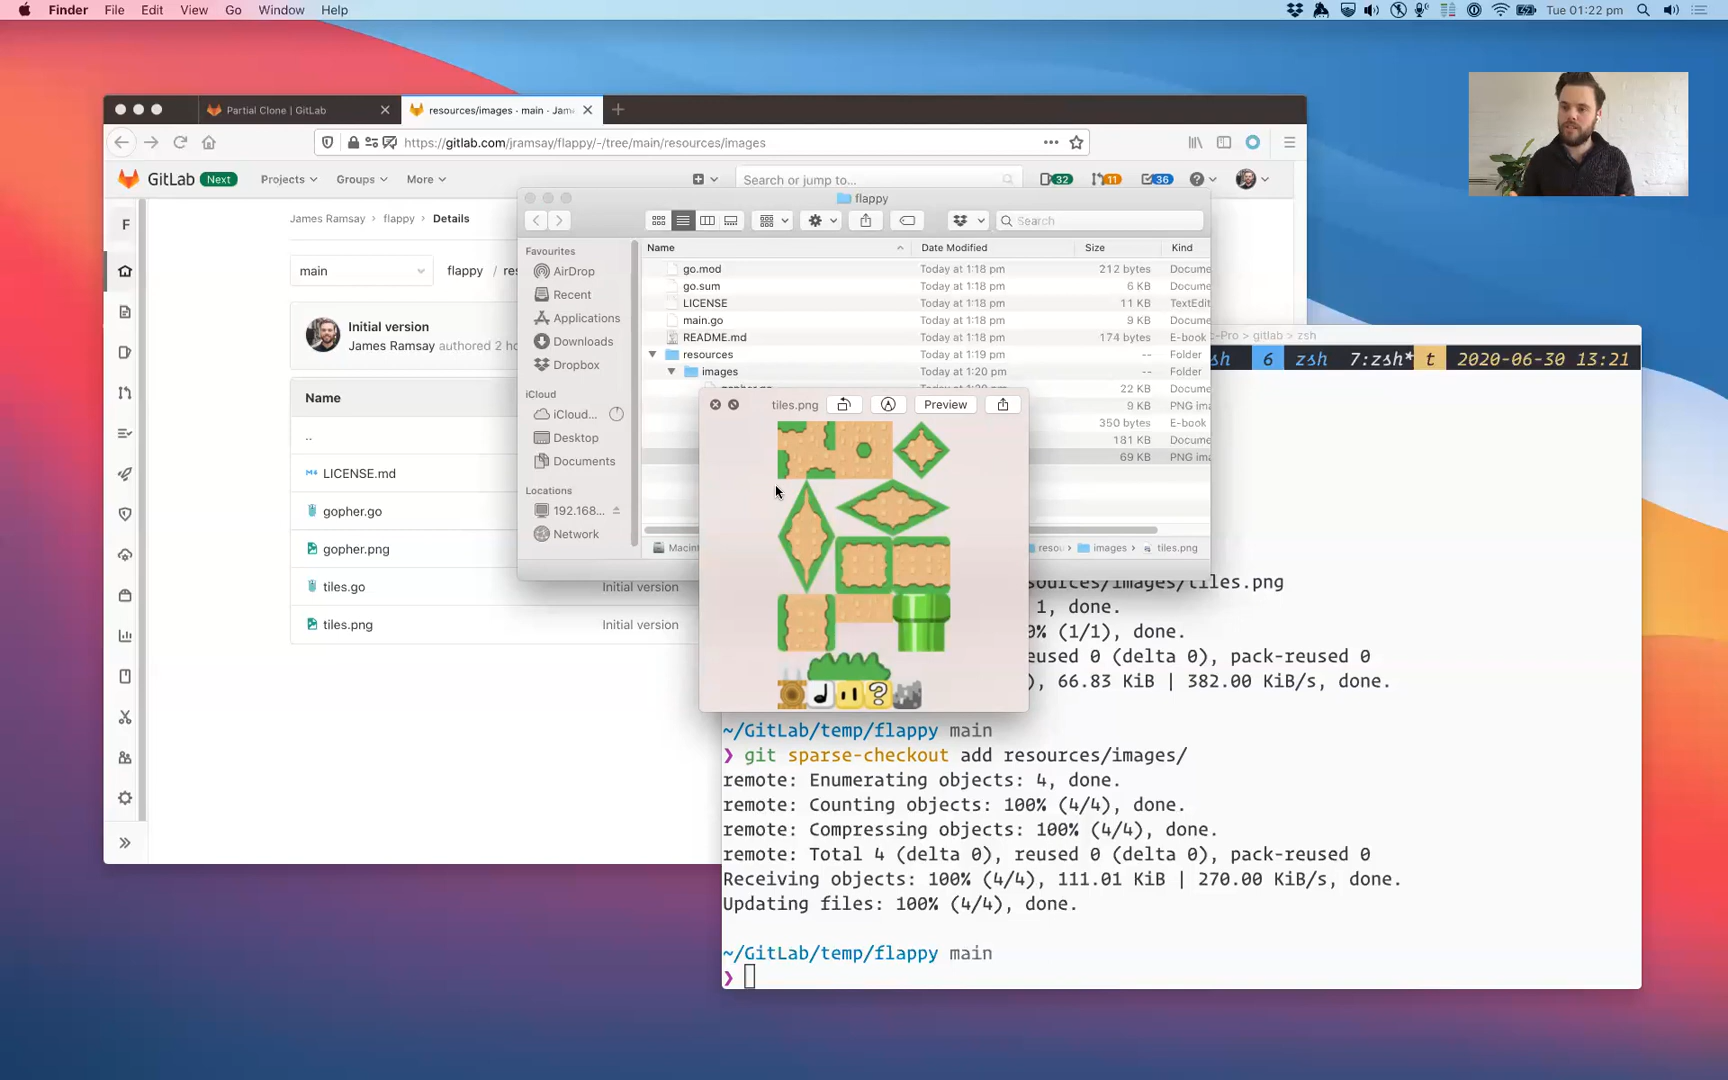 Finder File Edit View Go Window Help
Tue 01:22 pm
Partial Clone | GitLab
resources/images · main · Jam
https://gitlab.com/jramsay/flappy/-/tree/main/resources/images
GitLab Next Projects Groups More
Search or jump to...
32 11 36
F
James Ramsay › flappy › Details
main
flappy / res
Initial version
James Ramsay authored 2 ho
Name
..
LICENSE.md
gopher.go
gopher.png
tiles.go Initial version
tiles.png Initial version
flappy
Search
Favourites
AirDrop
Recent
Applications
Downloads
Dropbox
iCloud
iCloud...
Desktop
Documents
Locations
192.168...
Network
Name Date Modified Size Kind
go.mod Today at 1:18 pm 212 bytes Docume
go.sum Today at 1:18 pm 6 KB Docume
LICENSE Today at 1:18 pm 11 KB TextEdit
main.go Today at 1:18 pm 9 KB Docume
README.md Today at 1:18 pm 174 bytes E-book
resources Today at 1:19 pm -- Folder
images Today at 1:20 pm -- Folder
22 KB Docume
9 KB PNG ima
350 bytes E-book
181 KB Docume
69 KB PNG ima
Macint
resou › images › tiles.png
tiles.png
Preview
?
c-Pro > gitlab > zsh
sh 6 zsh 7:zsh* t 2020-06-30 13:21
sources/images/tiles.png
1, done.
0% (1/1), done.
eused 0 (delta 0), pack-reused 0
), 66.83 KiB | 382.00 KiB/s, done.
~/GitLab/temp/flappy main
❯ git sparse-checkout add resources/images/
remote: Enumerating objects: 4, done.
remote: Counting objects: 100% (4/4), done.
remote: Compressing objects: 100% (4/4), done.
remote: Total 4 (delta 0), reused 0 (delta 0), pack-reused 0
Receiving objects: 100% (4/4), 111.01 KiB | 270.00 KiB/s, done.
Updating files: 100% (4/4), done.
~/GitLab/temp/flappy main
❯